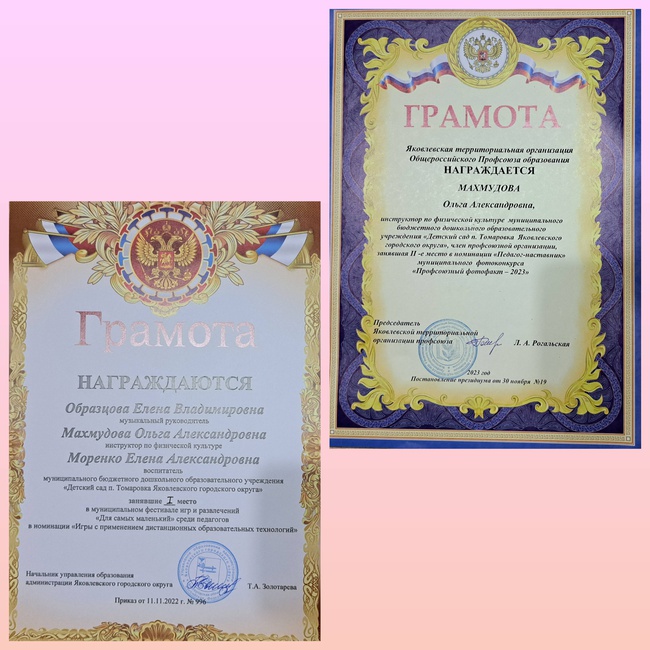 Грамота
НАГРАЖДАЮТСЯ
Образцова Елена Владимировна
музыкальный руководитель
Махмудова Ольга Александровна
инструктор по физической культуре
Моренко Елена Александровна
воспитатель
муниципального бюджетного дошкольного образовательного учреждения
«Детский сад п. Томаровка Яковлевского городского округа»
занявшие I место
в муниципальном фестивале игр и развлечений
«Для самых маленький» среди педагогов
в номинации «Игры с применением дистанционных образовательных технологий»
Начальник управления образования
администрации Яковлевского городского округа
Т.А. Золотарева
Приказ от 11.11.2022 г. № 996
ГРАМОТА
Яковлевская территориальная организация
Общероссийского Профсоюза образования
НАГРАЖДАЕТСЯ
МАХМУДОВА
Ольга Александровна,
инструктор по физической культуре муниципального
бюджетного дошкольного образовательного
учреждения «Детский сад п. Томаровка Яковлевского
городского округа», член профсоюзной организации,
занявшая II -е место в номинации «Педагог-наставник»
муниципального фотоконкурса
«Профсоюзный фотофакт – 2023»
Председатель
Яковлевской территориальной
организации профсоюза
Л. А. Рогальская
2023 год
Постановление президиума от 30 ноября №19